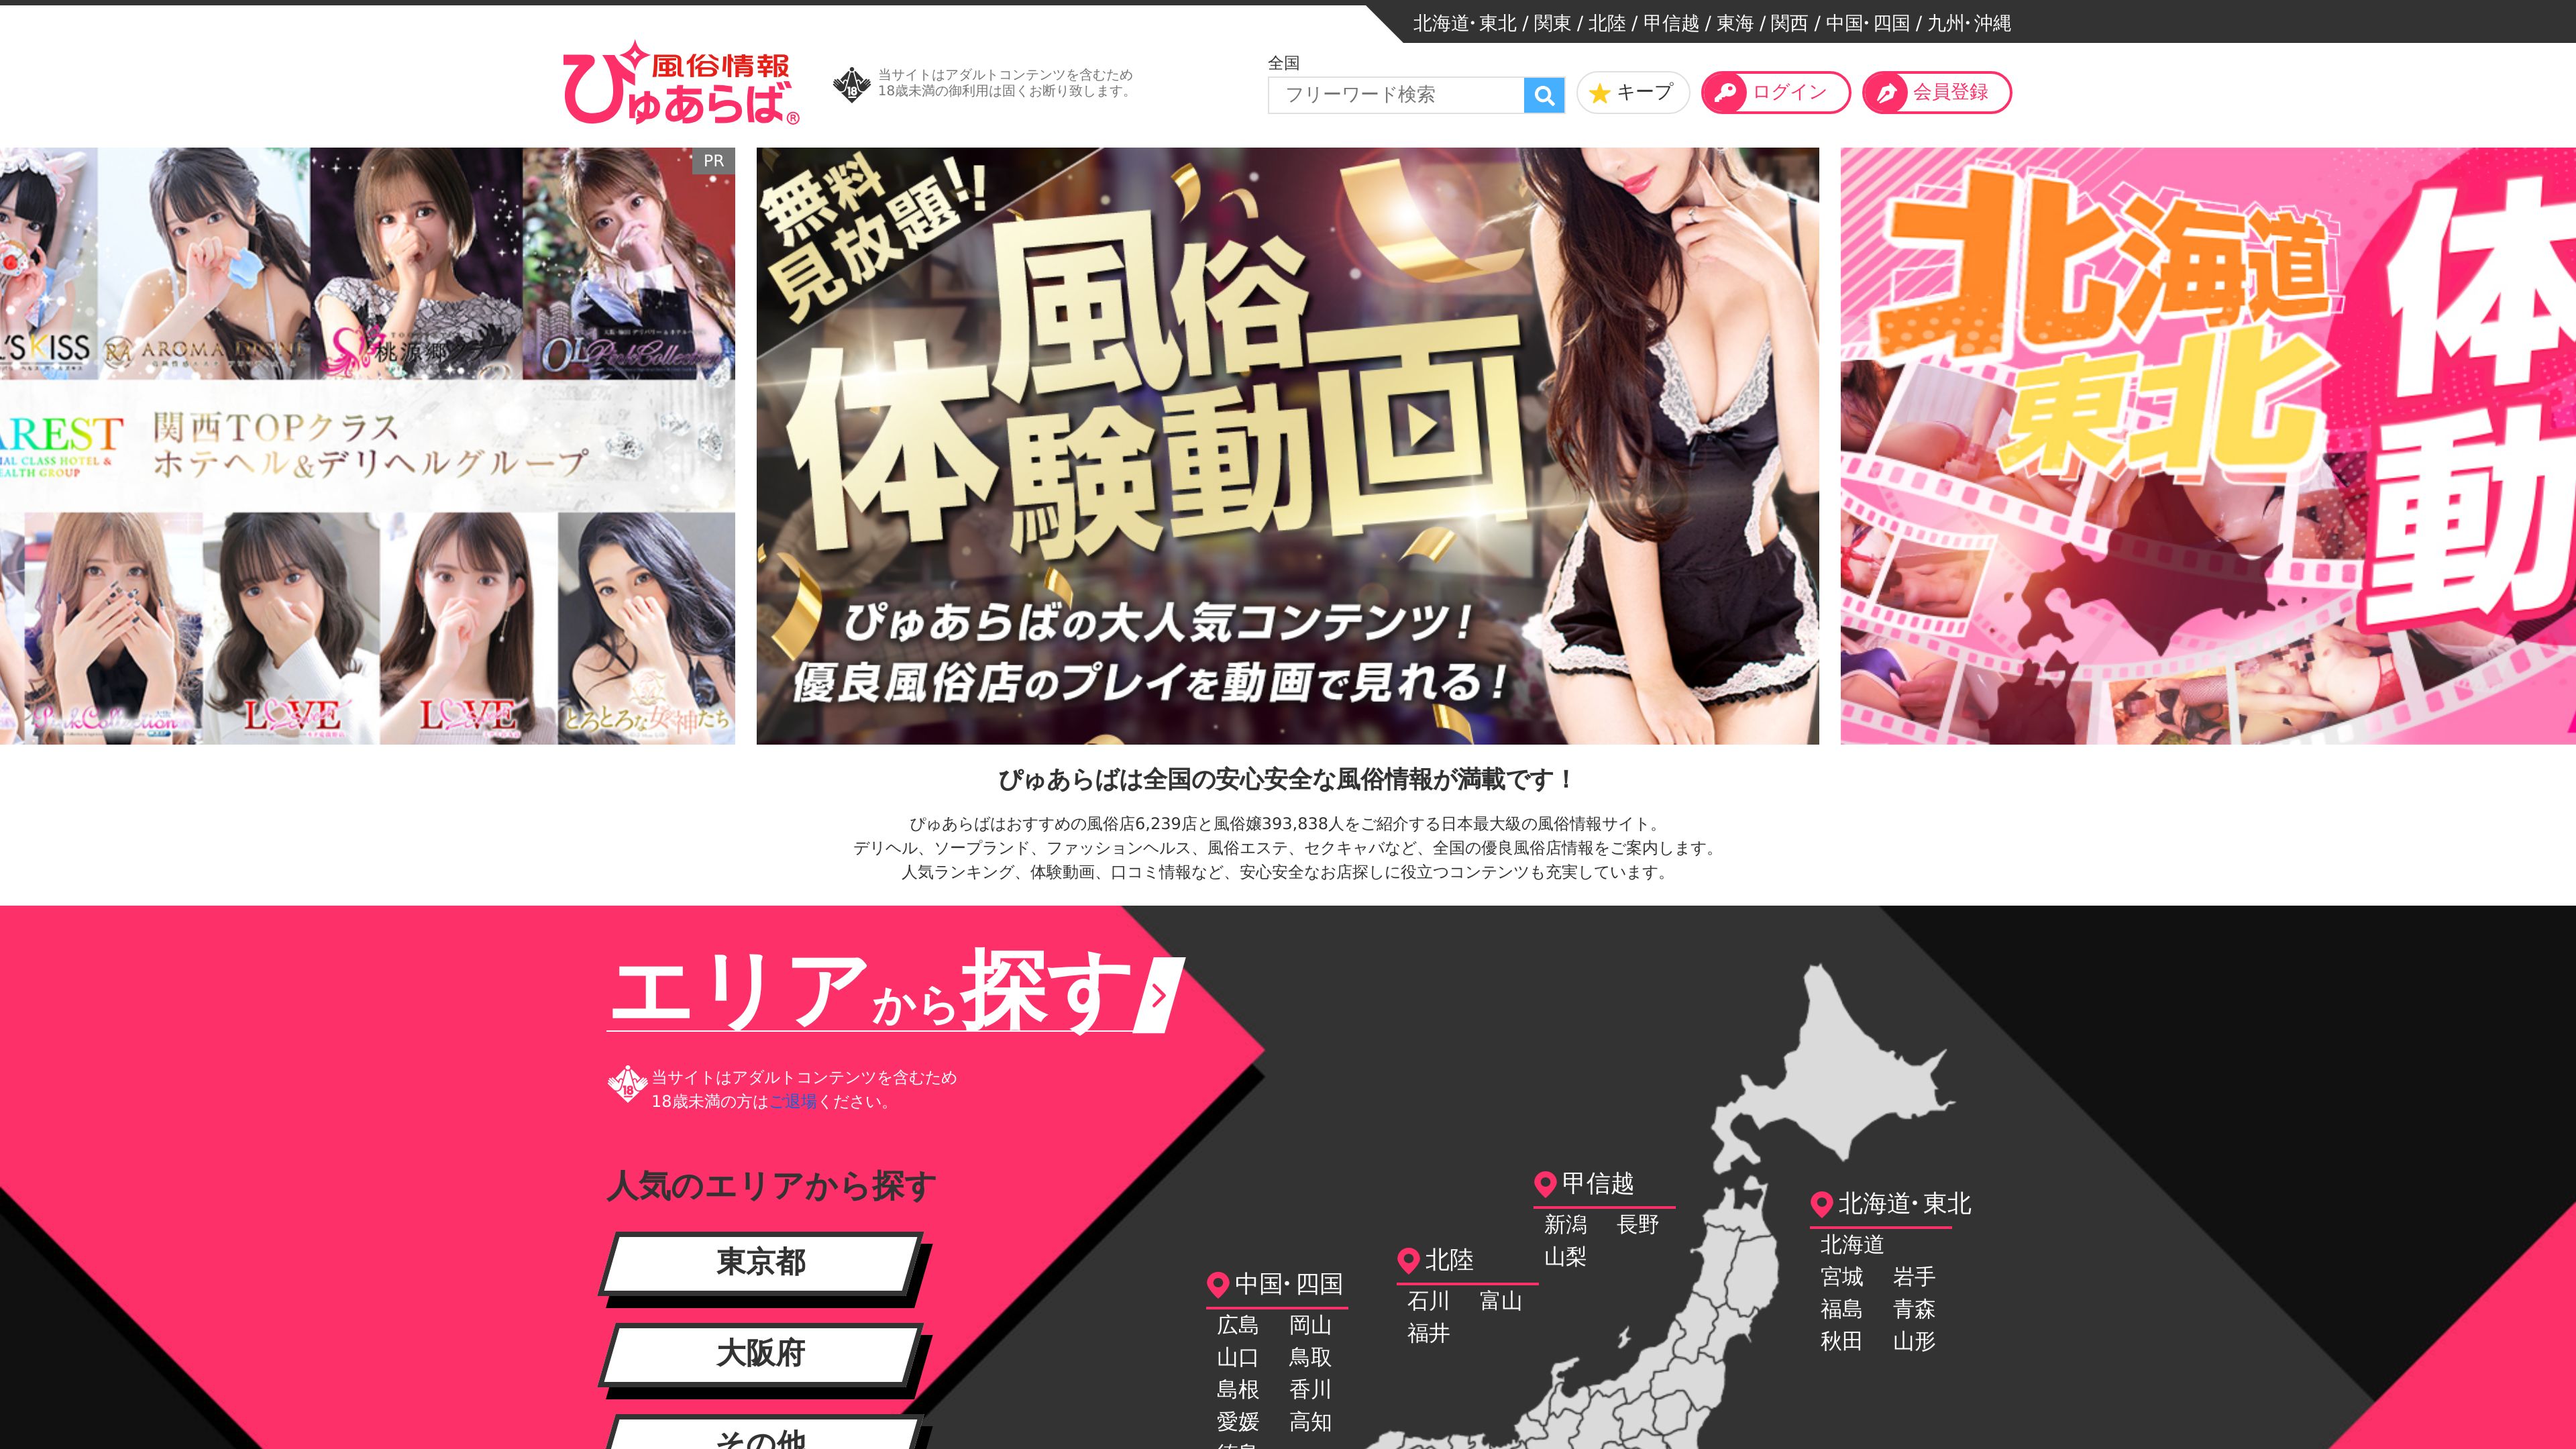 北海道･東北 / 関東 / 北陸 / 甲信越 / 東海 / 関西 / 中国･四国 / 九州･沖縄
ぴゅあらば®
風俗情報
18
当サイトはアダルトコンテンツを含むため
18歳未満の御利用は固くお断り致します。
全国
フリーワード検索
キープ
ログイン
会員登録
PR
L'S KISS
桃源郷クラブ
OL PinkCollection
AREST
関西TOPクラス
ホテヘル&デリヘルグループ
PinkCollection
LOVE
LOVE
とろとろな女神たち
無料
見放題!!
風俗
体験動画
ぴゅあらばの大人気コンテンツ!
優良風俗店のプレイを動画で見れる!
北海道
東北
体
動
ぴゅあらばは全国の安心安全な風俗情報が満載です！
ぴゅあらばはおすすめの風俗店6,239店と風俗嬢393,838人をご紹介する日本最大級の風俗情報サイト。
デリヘル、ソープランド、ファッションヘルス、風俗エステ、セクキャバなど、全国の優良風俗店情報をご案内します。
人気ランキング、体験動画、口コミ情報など、安心安全なお店探しに役立つコンテンツも充実しています。
エリアから探す
18
当サイトはアダルトコンテンツを含むため
18歳未満の方はご退場ください。
人気のエリアから探す
東京都
大阪府
その他
中国･四国
広島 岡山
山口 鳥取
島根 香川
愛媛 高知
徳島
北陸
石川 富山
福井
甲信越
新潟 長野
山梨
北海道･東北
北海道
宮城 岩手
福島 青森
秋田 山形